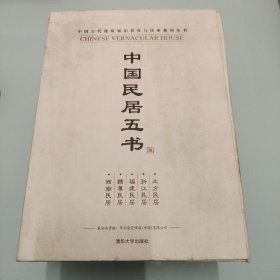 中国古代建筑知识普及与传承系列丛书
CHINESE VERNACULAR HOUSE
中国民居五书
北方民居
浙江民居
福建民居
赣粤民居
西南民居
清华大学出版社